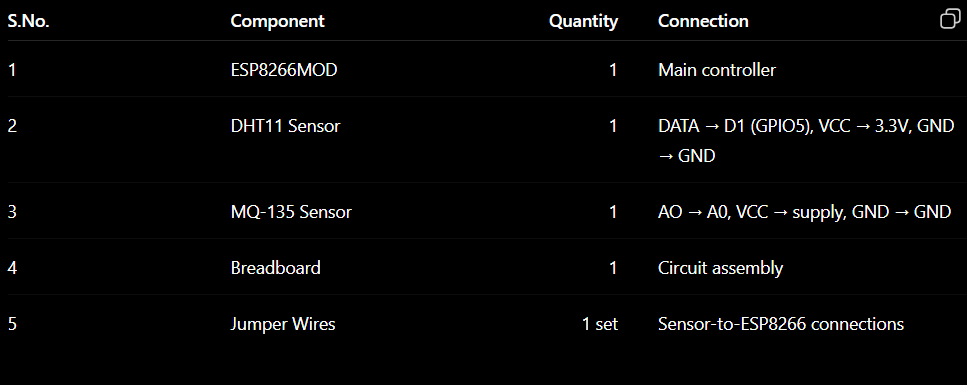 S.No. Component Quantity Connection
1 ESP8266MOD 1 Main controller
2 DHT11 Sensor 1 DATA → D1 (GPIO5), VCC → 3.3V, GND
→ GND
3 MQ-135 Sensor 1 AO → A0, VCC → supply, GND → GND
4 Breadboard 1 Circuit assembly
5 Jumper Wires 1 set Sensor-to-ESP8266 connections